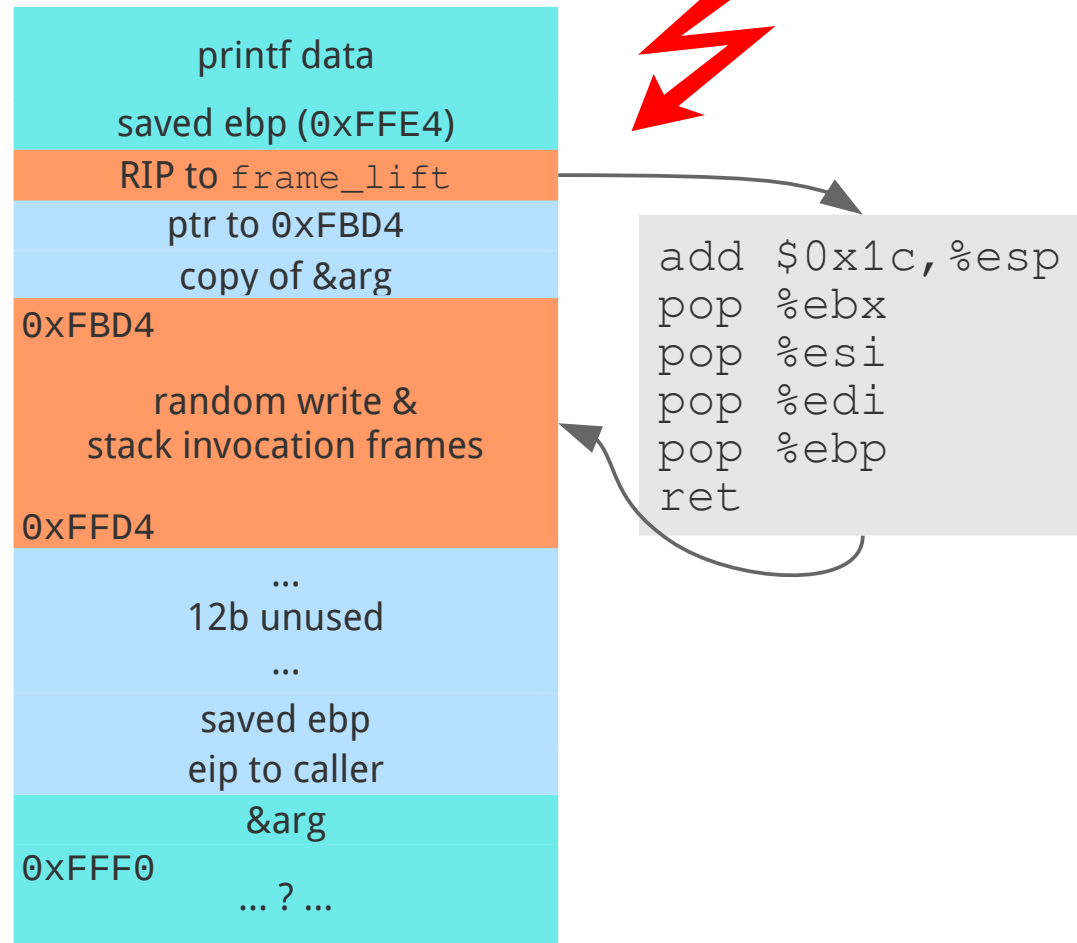 printf data
saved ebp (0xFFE4)
RIP to frame_lift
ptr to 0xFBD4
copy of &arg
0xFBD4
random write &
stack invocation frames
0xFFD4
...
12b unused
...
saved ebp
eip to caller
&arg
0xFFF0
... ? ...
add $0x1c,%esp
pop %ebx
pop %esi
pop %edi
pop %ebp
ret